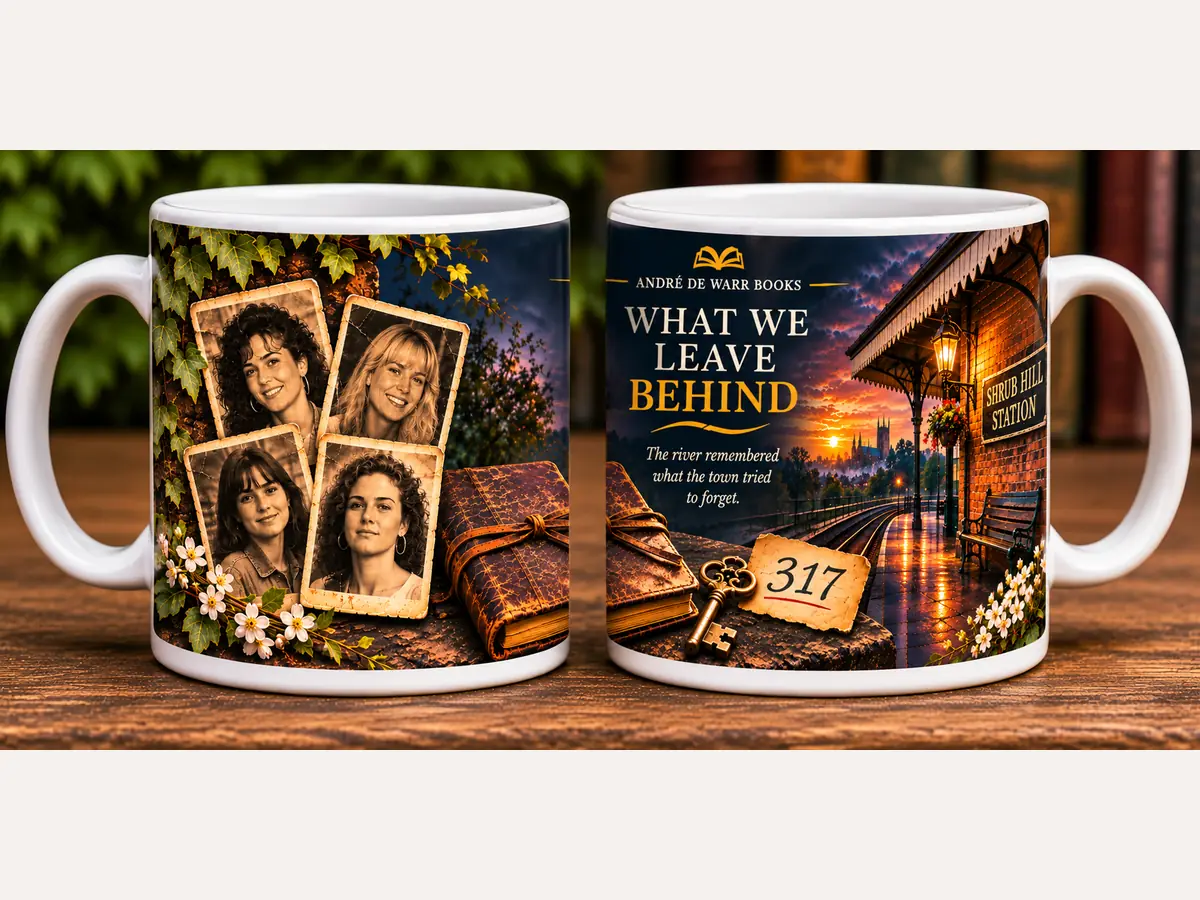 ANDRÉ DE WARR BOOKS
WHAT WE
LEAVE
BEHIND
The river remembered
what the town tried
to forget.
SHRUB HILL
STATION
317